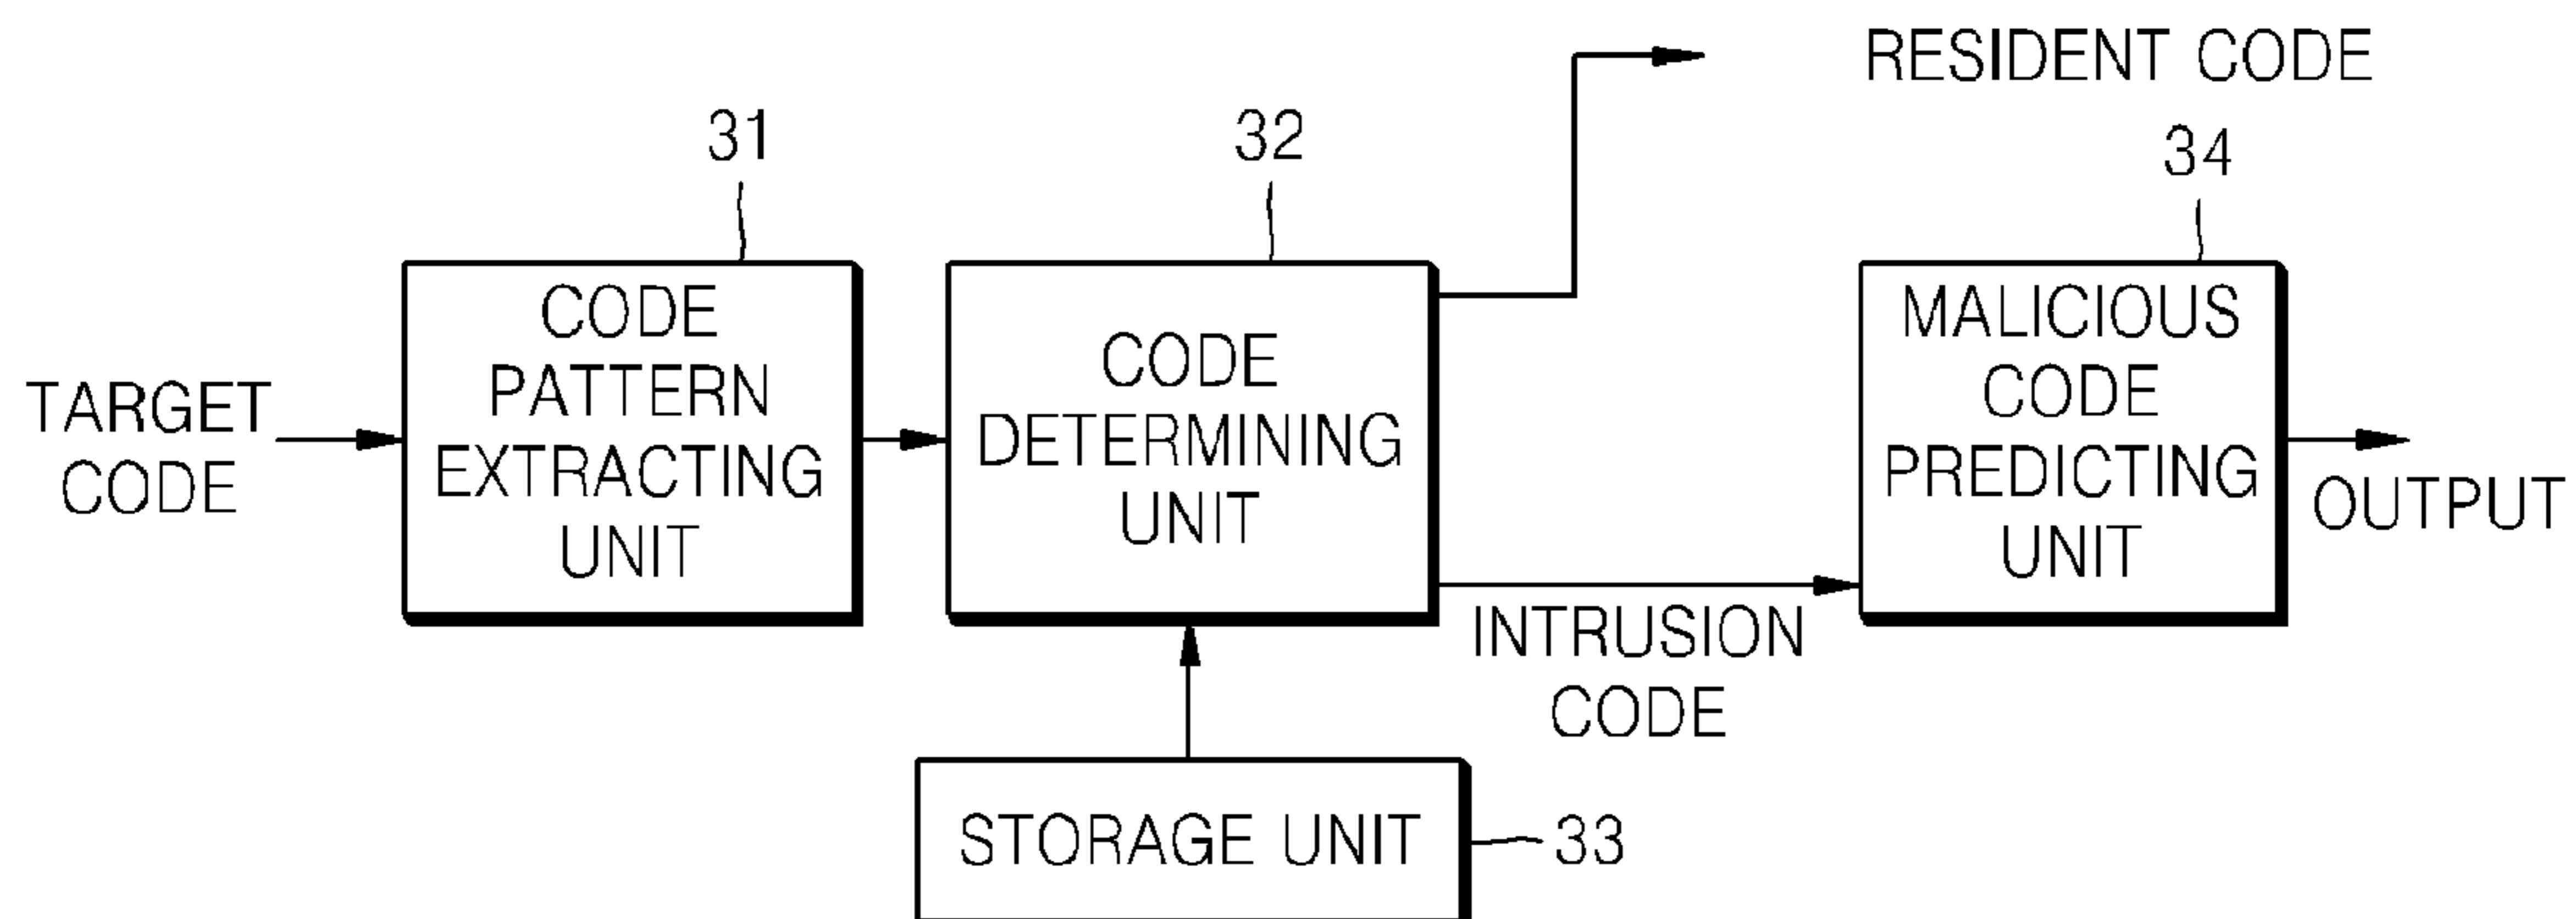 RESIDENT CODE
31
32
34
TARGET
CODE
CODE
PATTERN
EXTRACTING
UNIT
CODE
DETERMINING
UNIT
MALICIOUS
CODE
PREDICTING
UNIT
OUTPUT
INTRUSION
CODE
STORAGE UNIT
33